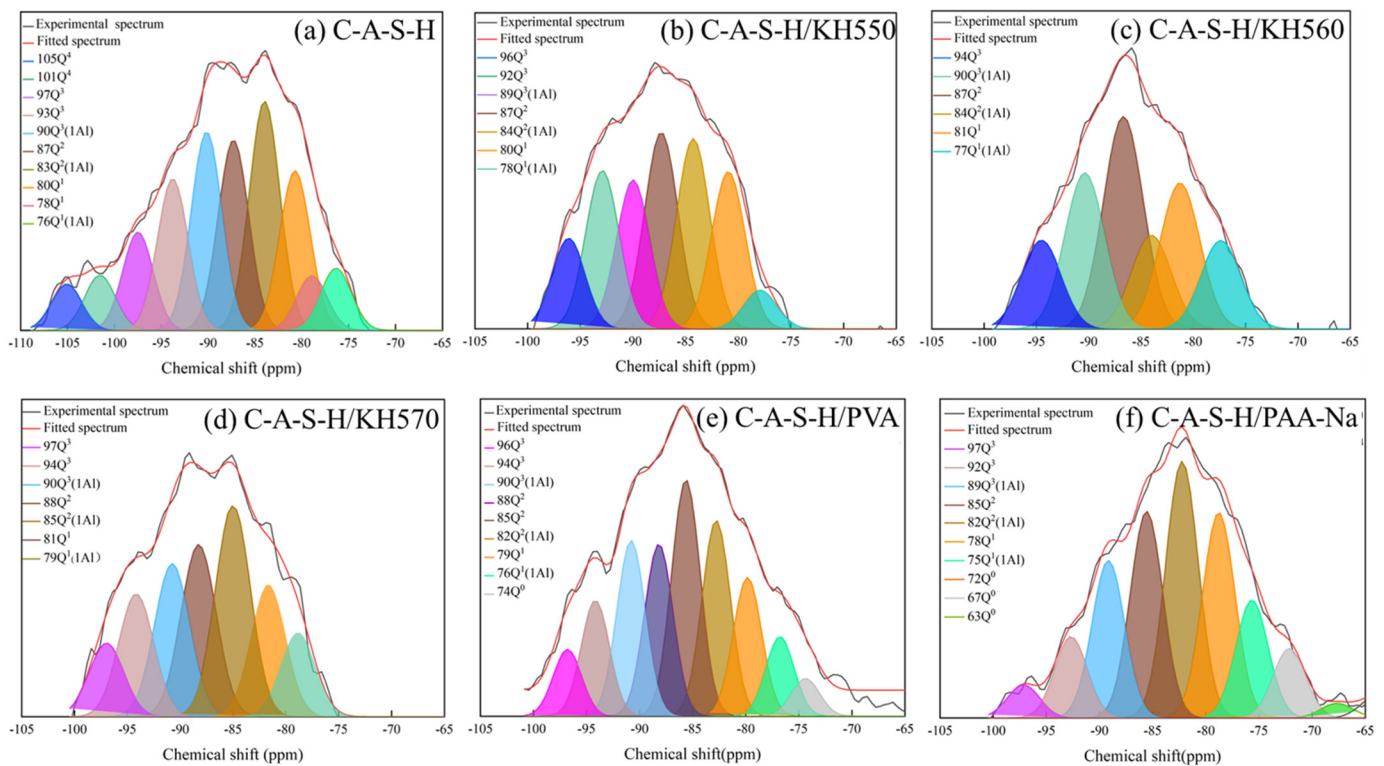 Experimental spectrum
Fitted spectrum
105Q⁴
101Q⁴
97Q³
93Q³
90Q³(1Al)
87Q²
83Q²(1Al)
80Q¹
78Q¹
76Q¹(1Al)
(a) C-A-S-H
-110 -105 -100 -95 -90 -85 -80 -75 -70 -65
Chemical shift (ppm)
Experimental spectrum
Fitted spectrum
96Q³
92Q³
89Q³(1Al)
87Q²
84Q²(1Al)
80Q¹
78Q¹(1Al)
(b) C-A-S-H/KH550
-105 -100 -95 -90 -85 -80 -75 -70 -65
Chemical shift (ppm)
Experimental spectrum
Fitted spectrum
94Q³
90Q³(1Al)
87Q²
84Q²(1Al)
81Q¹
77Q¹(1Al)
(c) C-A-S-H/KH560
-105 -100 -95 -90 -85 -80 -75 -70 -65
Chemical shift (ppm)
Experimental spectrum
Fitted spectrum
97Q³
94Q³
90Q³(1Al)
88Q²
85Q²(1Al)
81Q¹
79Q¹(1Al)
(d) C-A-S-H/KH570
-105 -100 -95 -90 -85 -80 -75 -70 -65
Chemical shift (ppm)
Experimental spectrum
Fitted spectrum
96Q³
94Q³
90Q³(1Al)
88Q²
85Q²
82Q²(1Al)
79Q¹
76Q¹(1Al)
74Q⁰
(e) C-A-S-H/PVA
-105 -100 -95 -90 -85 -80 -75 -70 -65
Chemical shift(ppm)
Experimental spectrum
Fitted spectrum
97Q³
92Q³
89Q³(1Al)
85Q²
82Q²(1Al)
78Q¹
75Q¹(1Al)
72Q⁰
67Q⁰
63Q⁰
(f) C-A-S-H/PAA-Na
-105 -100 -95 -90 -85 -80 -75 -70 -65
Chemical shift(ppm)